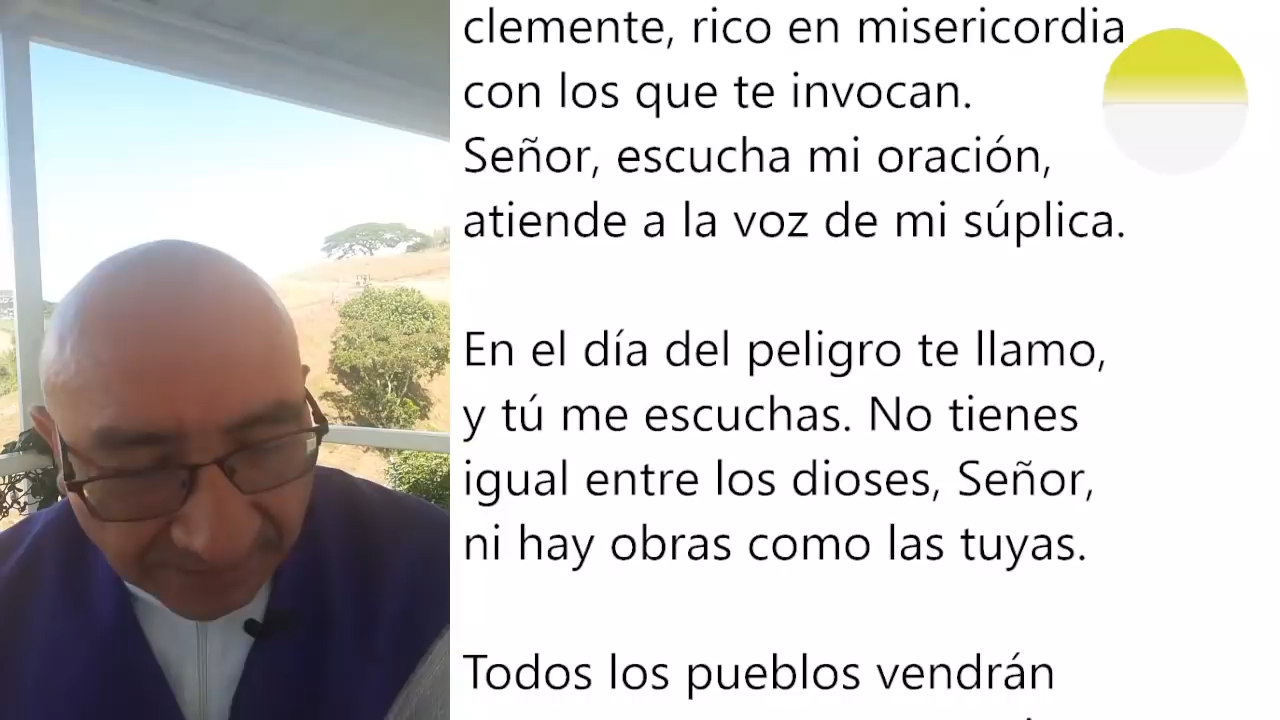 clemente, rico en misericordia
con los que te invocan.
Señor, escucha mi oración,
atiende a la voz de mi súplica.
En el día del peligro te llamo,
y tú me escuchas. No tienes
igual entre los dioses, Señor,
ni hay obras como las tuyas.
Todos los pueblos vendrán